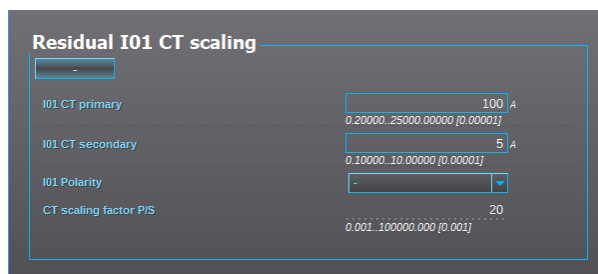 Residual I01 CT scaling
-
I01 CT primary 100 A
0.20000..25000.00000 [0.00001]
I01 CT secondary 5 A
0.10000..10.00000 [0.00001]
I01 Polarity -
CT scaling factor P/S 20
0.001..100000.000 [0.001]